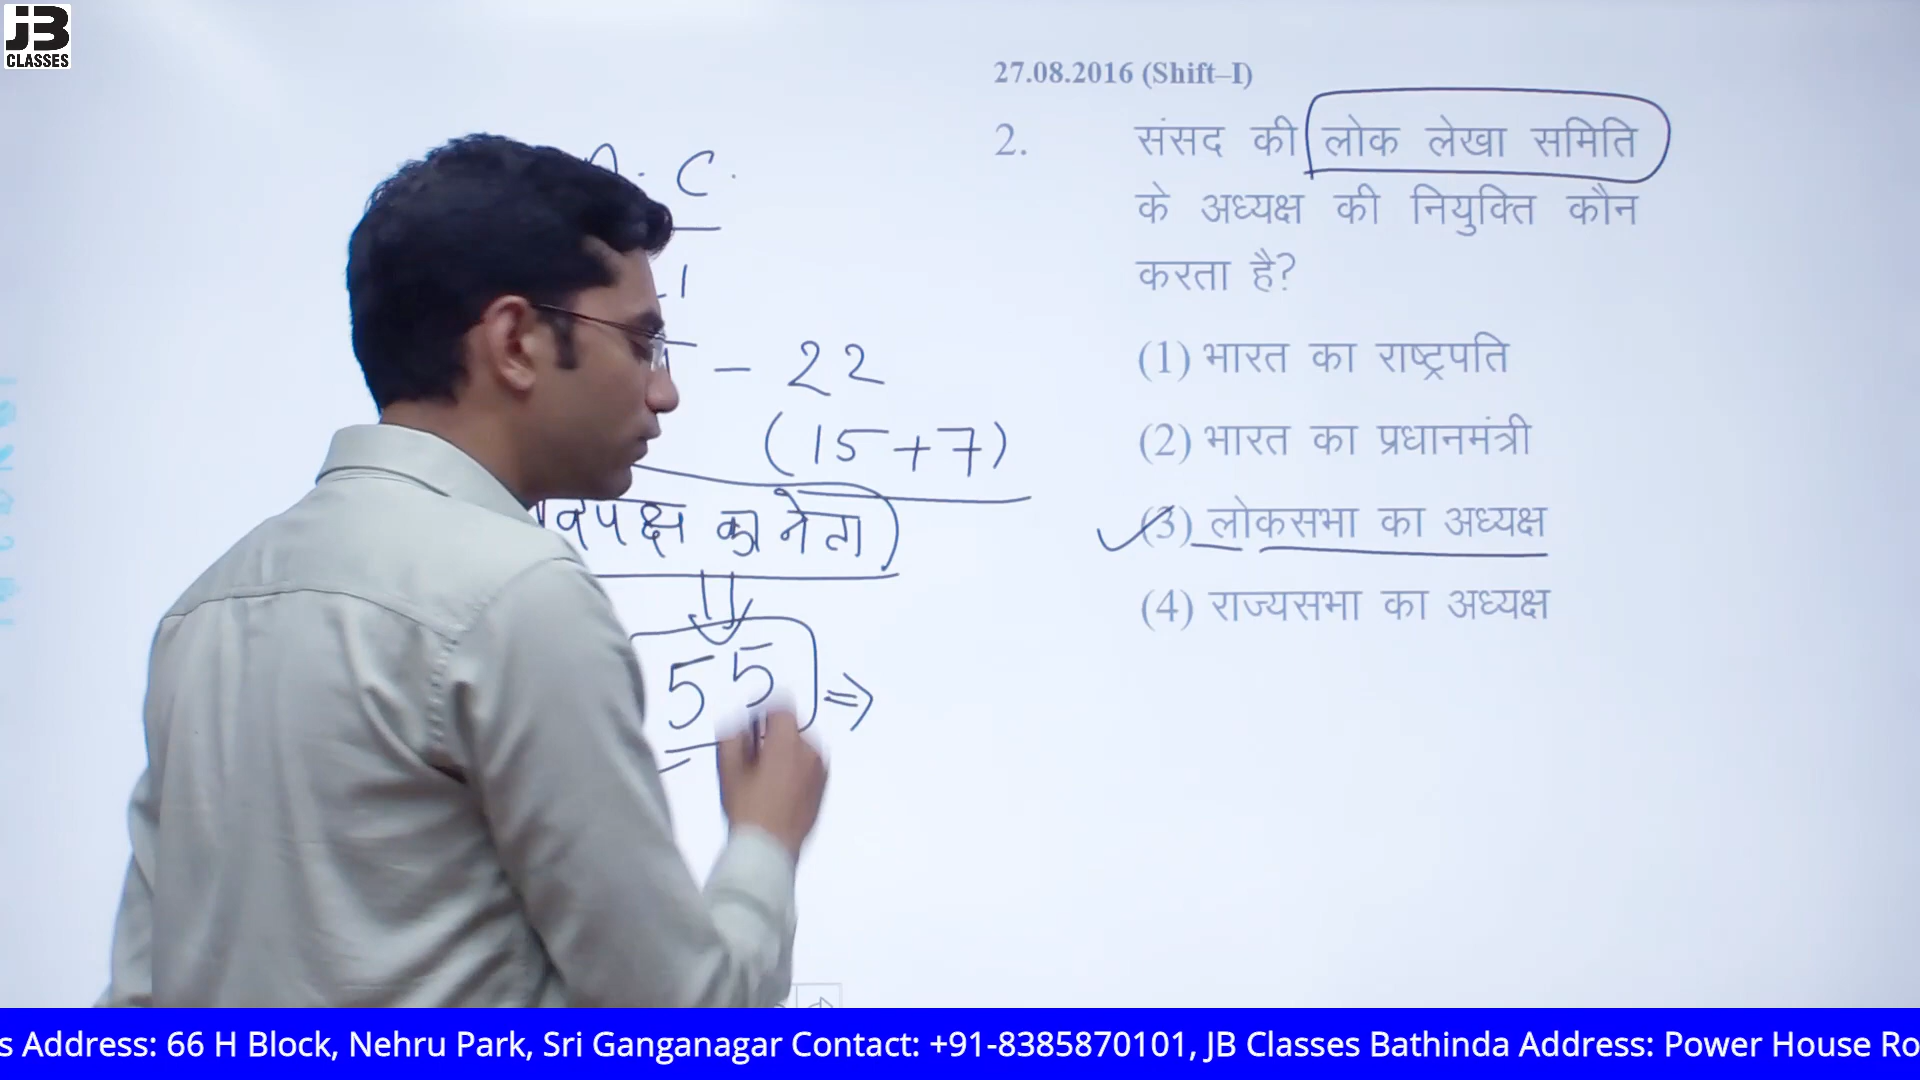 JB
CLASSES
27.08.2016 (Shift–I)
2. संसद की लोक लेखा समिति
के अध्यक्ष की नियुक्ति कौन
करता है?
(1) भारत का राष्ट्रपति
(2) भारत का प्रधानमंत्री
(3) लोकसभा का अध्यक्ष
(4) राज्यसभा का अध्यक्ष
C.
1
– 22
(15+7)
का नेता
55 ⇒
s Address: 66 H Block, Nehru Park, Sri Ganganagar Contact: +91-8385870101, JB Classes Bathinda Address: Power House Ro